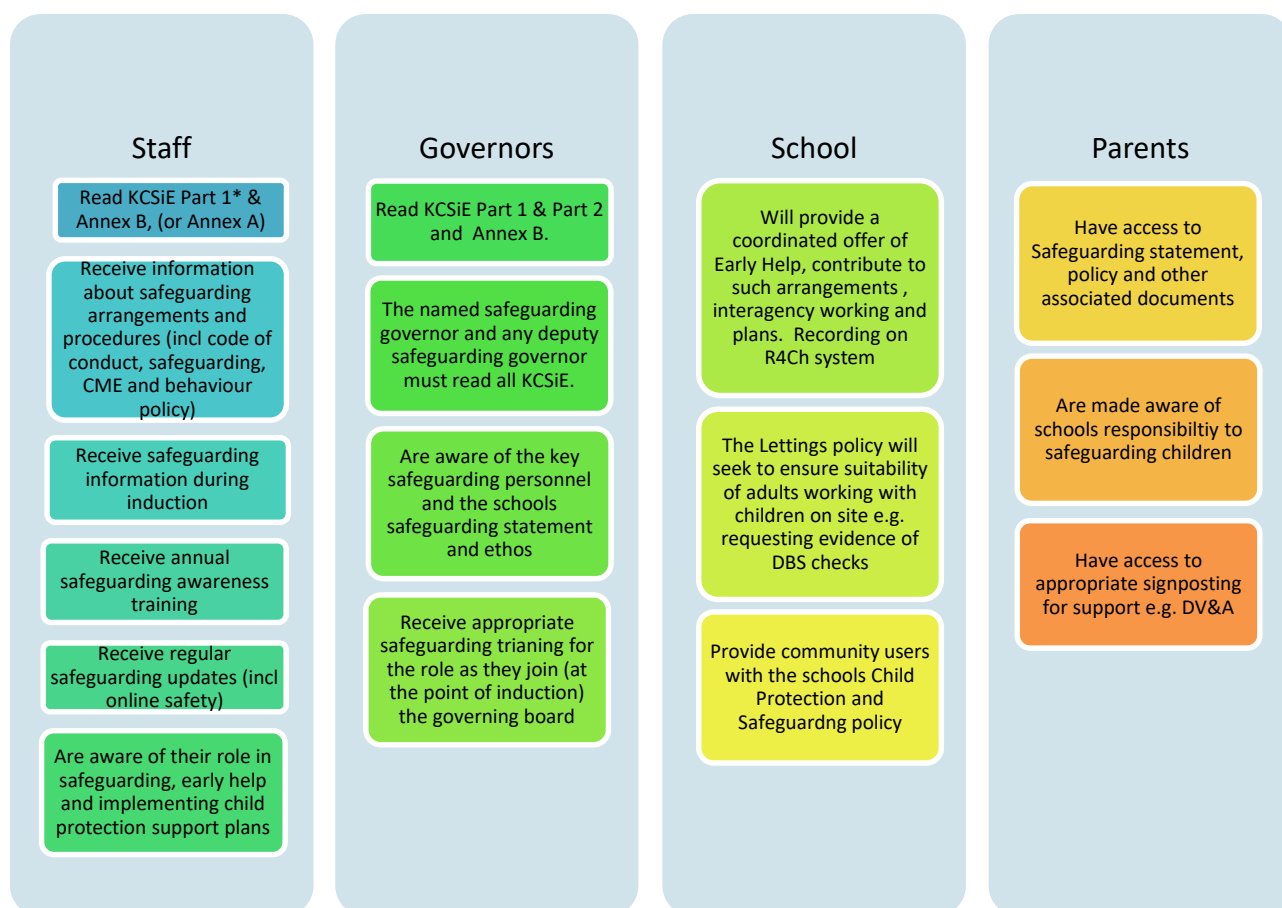 Staff
Read KCSiE Part 1* &
Annex B, (or Annex A)
Receive information
about safeguarding
arrangements and
procedures (incl code of
conduct, safeguarding,
CME and behaviour
policy)
Receive safeguarding
information during
induction
Receive annual
safeguarding awareness
training
Receive regular
safeguarding updates (incl
online safety)
Are aware of their role in
safeguarding, early help
and implementing child
protection support plans
Governors
Read KCSiE Part 1 & Part 2
and Annex B.
The named safeguarding
governor and any deputy
safeguarding governor
must read all KCSiE.
Are aware of the key
safeguarding personnel
and the schools
safeguarding statement
and ethos
Receive appropriate
safeguarding trianing for
the role as they join (at
the point of induction)
the governing board
School
Will provide a
coordinated offer of
Early Help, contribute to
such arrangements ,
interagency working and
plans. Recording on
R4Ch system
The Lettings policy will
seek to ensure suitability
of adults working with
children on site e.g.
requesting evidence of
DBS checks
Provide community users
with the schools Child
Protection and
Safeguardng policy
Parents
Have access to
Safeguarding statement,
policy and other
associated documents
Are made aware of
schools responsibiltiy to
safeguarding children
Have access to
appropriate signposting
for support e.g. DV&A